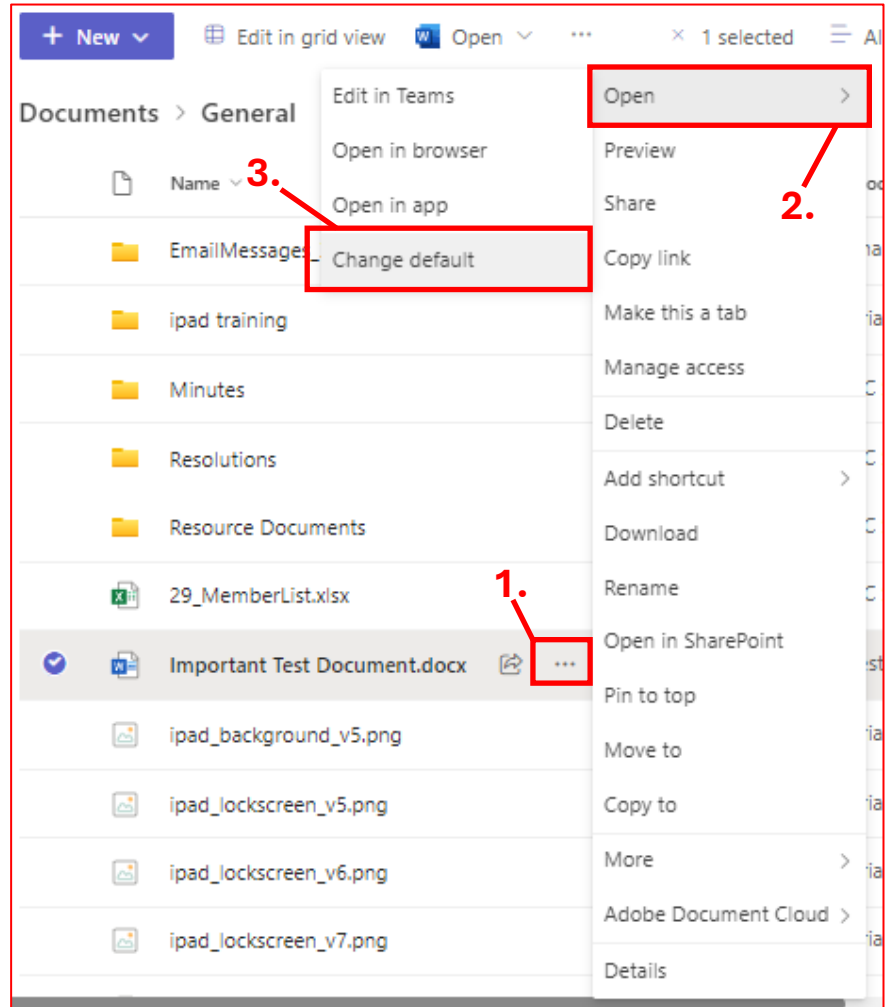 + New Edit in grid view Open ... × 1 selected Al
Documents > General
Name
EmailMessages_
ipad training
Minutes
Resolutions
Resource Documents
29_MemberList.xlsx
Important Test Document.docx ...
ipad_background_v5.png
ipad_lockscreen_v5.png
ipad_lockscreen_v6.png
ipad_lockscreen_v7.png
Edit in Teams
Open in browser
Open in app
Change default
3.
Open >
Preview
Share
Copy link
Make this a tab
Manage access
Delete
Add shortcut >
Download
Rename
Open in SharePoint
Pin to top
Move to
Copy to
More >
Adobe Document Cloud >
Details
2.
1.